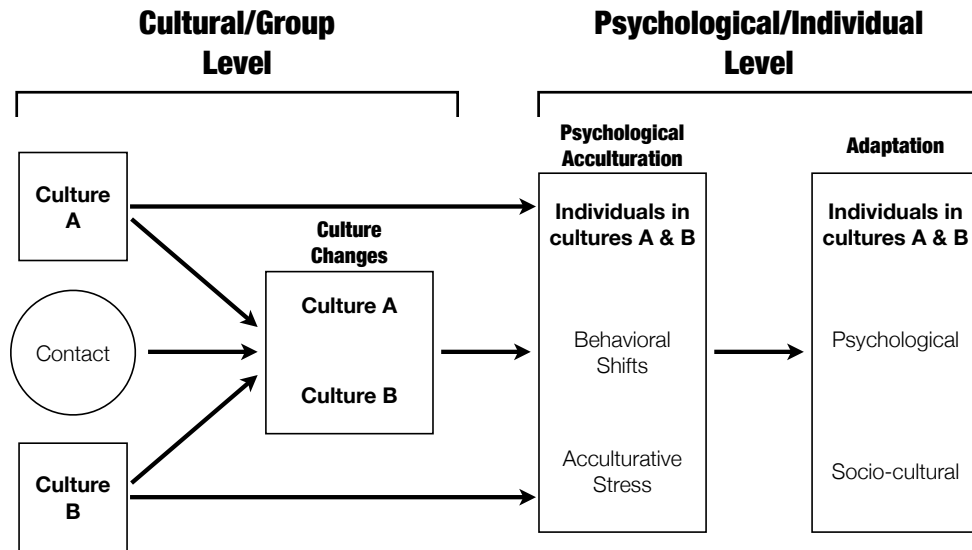 Cultural/Group
Level
Psychological/Individual
Level
Culture
A
Contact
Culture
B
Culture
Changes
Culture A
Culture B
Psychological
Acculturation
Individuals in
cultures A & B
Behavioral
Shifts
Acculturative
Stress
Adaptation
Individuals in
cultures A & B
Psychological
Socio-cultural